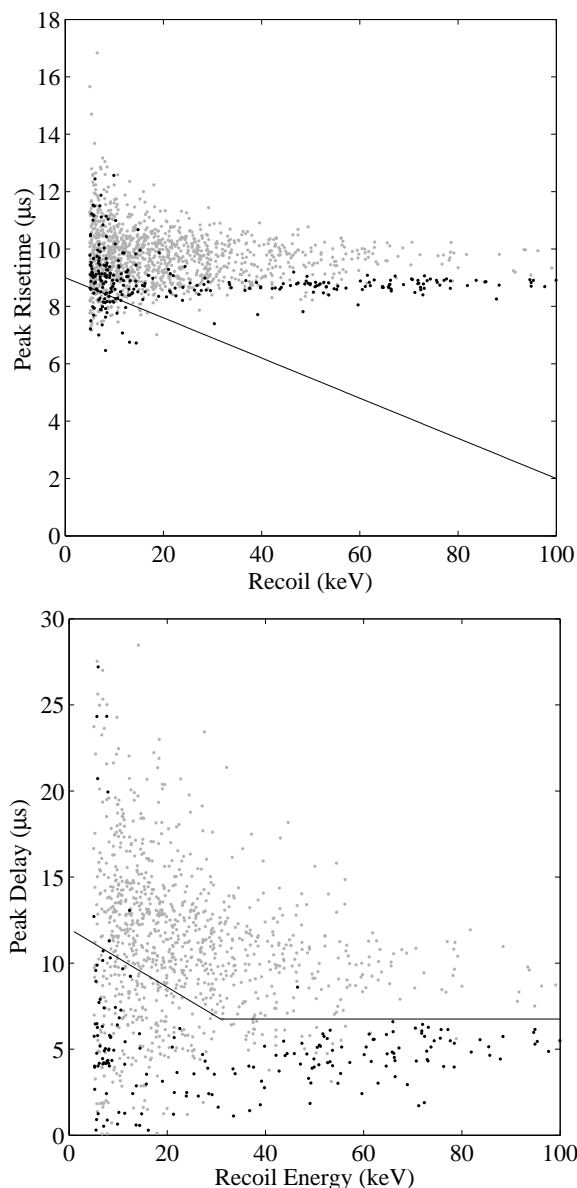 18
16
14
12
10
8
6
4
2
0
Peak Risetime (μs)
0 20 40 60 80 100
Recoil (keV)
30
25
20
15
10
5
0
Peak Delay (μs)
0 20 40 60 80 100
Recoil Energy (keV)